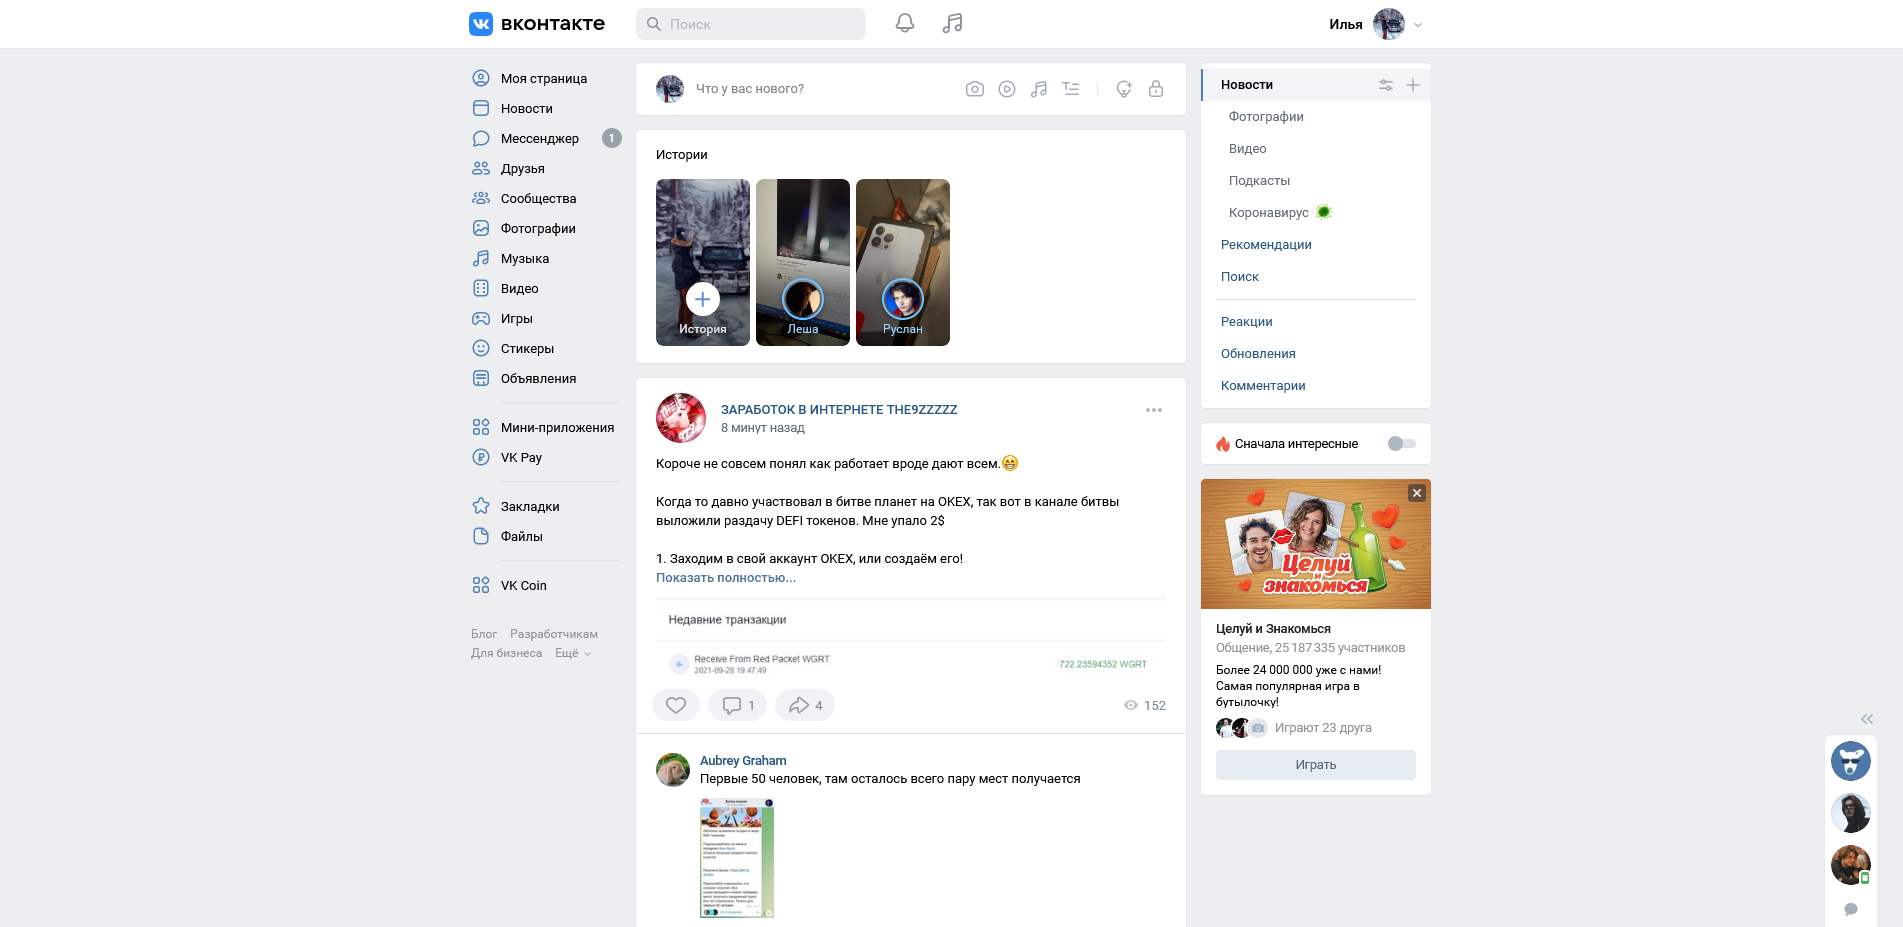 вконтакте
Поиск
Илья
Моя страница
Новости
Мессенджер
1
Друзья
Сообщества
Фотографии
Музыка
Видео
Игры
Стикеры
Объявления
Мини-приложения
VK Pay
Закладки
Файлы
VK Coin
Блог Разработчикам
Для бизнеса Ещё
Что у вас нового?
Истории
История
Леша
Руслан
ЗАРАБОТОК В ИНТЕРНЕТЕ THE9ZZZZZ
8 минут назад
Короче не совсем понял как работает вроде дают всем.😁
Когда то давно участвовал в битве планет на OKEX, так вот в канале битвы
выложили раздачу DEFI токенов. Мне упало 2$
1. Заходим в свой аккаунт OKEX, или создаём его!
Показать полностью...
Недавние транзакции
Receive From Red Packet WGRT
2021-09-28 19:47:49
722.23594352 WGRT
1
4
152
Aubrey Graham
Первые 50 человек, там осталось всего пару мест получается
Новости
Фотографии
Видео
Подкасты
Коронавирус
Рекомендации
Поиск
Реакции
Обновления
Комментарии
Сначала интересные
Целуй и знакомься
Целуй и Знакомься
Общение, 25 187 335 участников
Более 24 000 000 уже с нами!
Самая популярная игра в
бутылочку!
Играют 23 друга
Играть